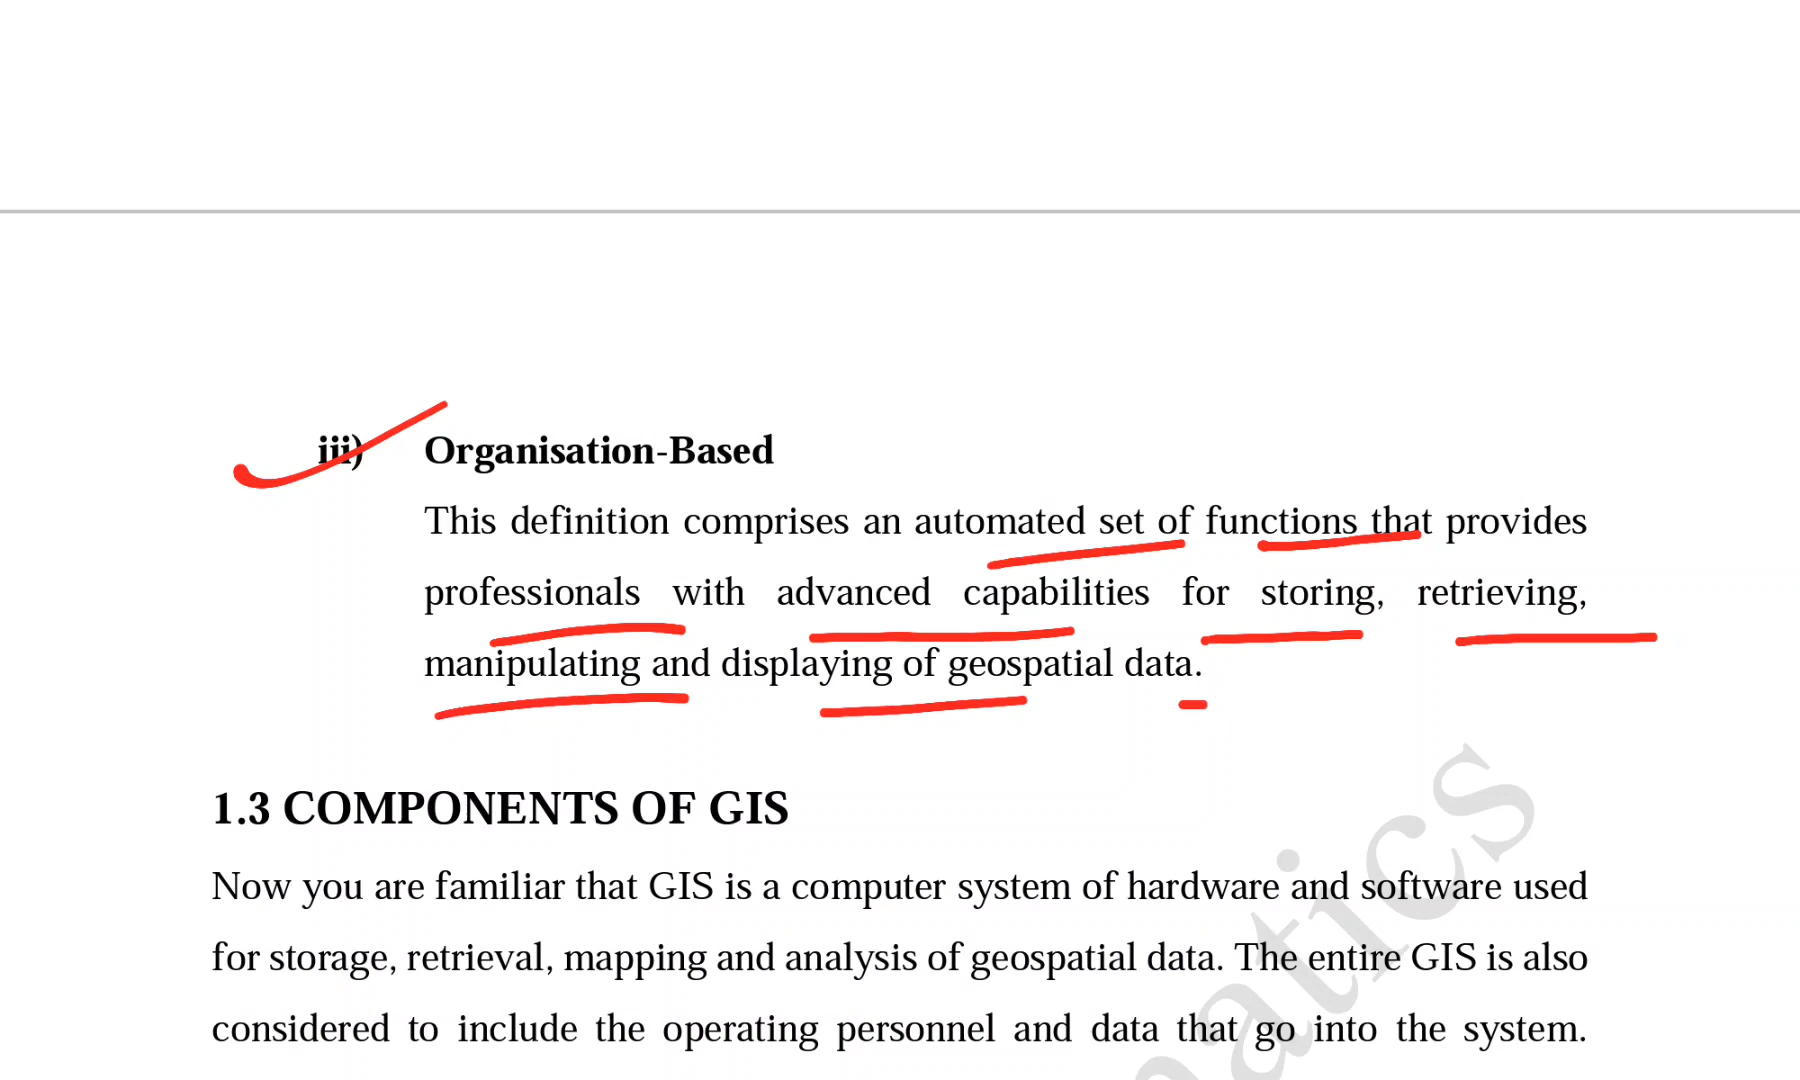 iii) Organisation-Based
This definition comprises an automated set of functions that provides
professionals with advanced capabilities for storing, retrieving,
manipulating and displaying of geospatial data.
1.3 COMPONENTS OF GIS
Now you are familiar that GIS is a computer system of hardware and software used
for storage, retrieval, mapping and analysis of geospatial data. The entire GIS is also
considered to include the operating personnel and data that go into the system.